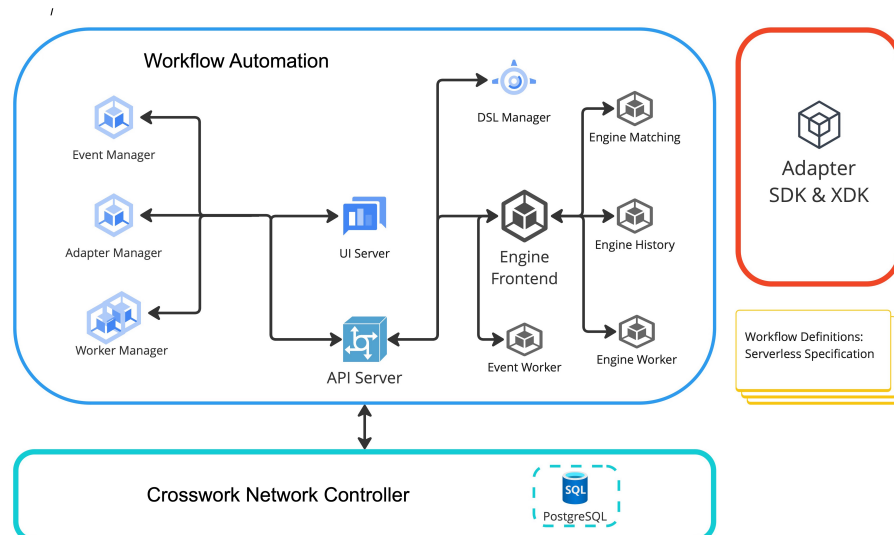 Workflow Automation
DSL Manager
Event Manager
Engine Matching
Adapter
SDK & XDK
Adapter Manager
UI Server
Engine
Frontend
Engine History
Worker Manager
API Server
Event Worker
Engine Worker
Workflow Definitions:
Serverless Specification
Crosswork Network Controller
SQL
PostgreSQL